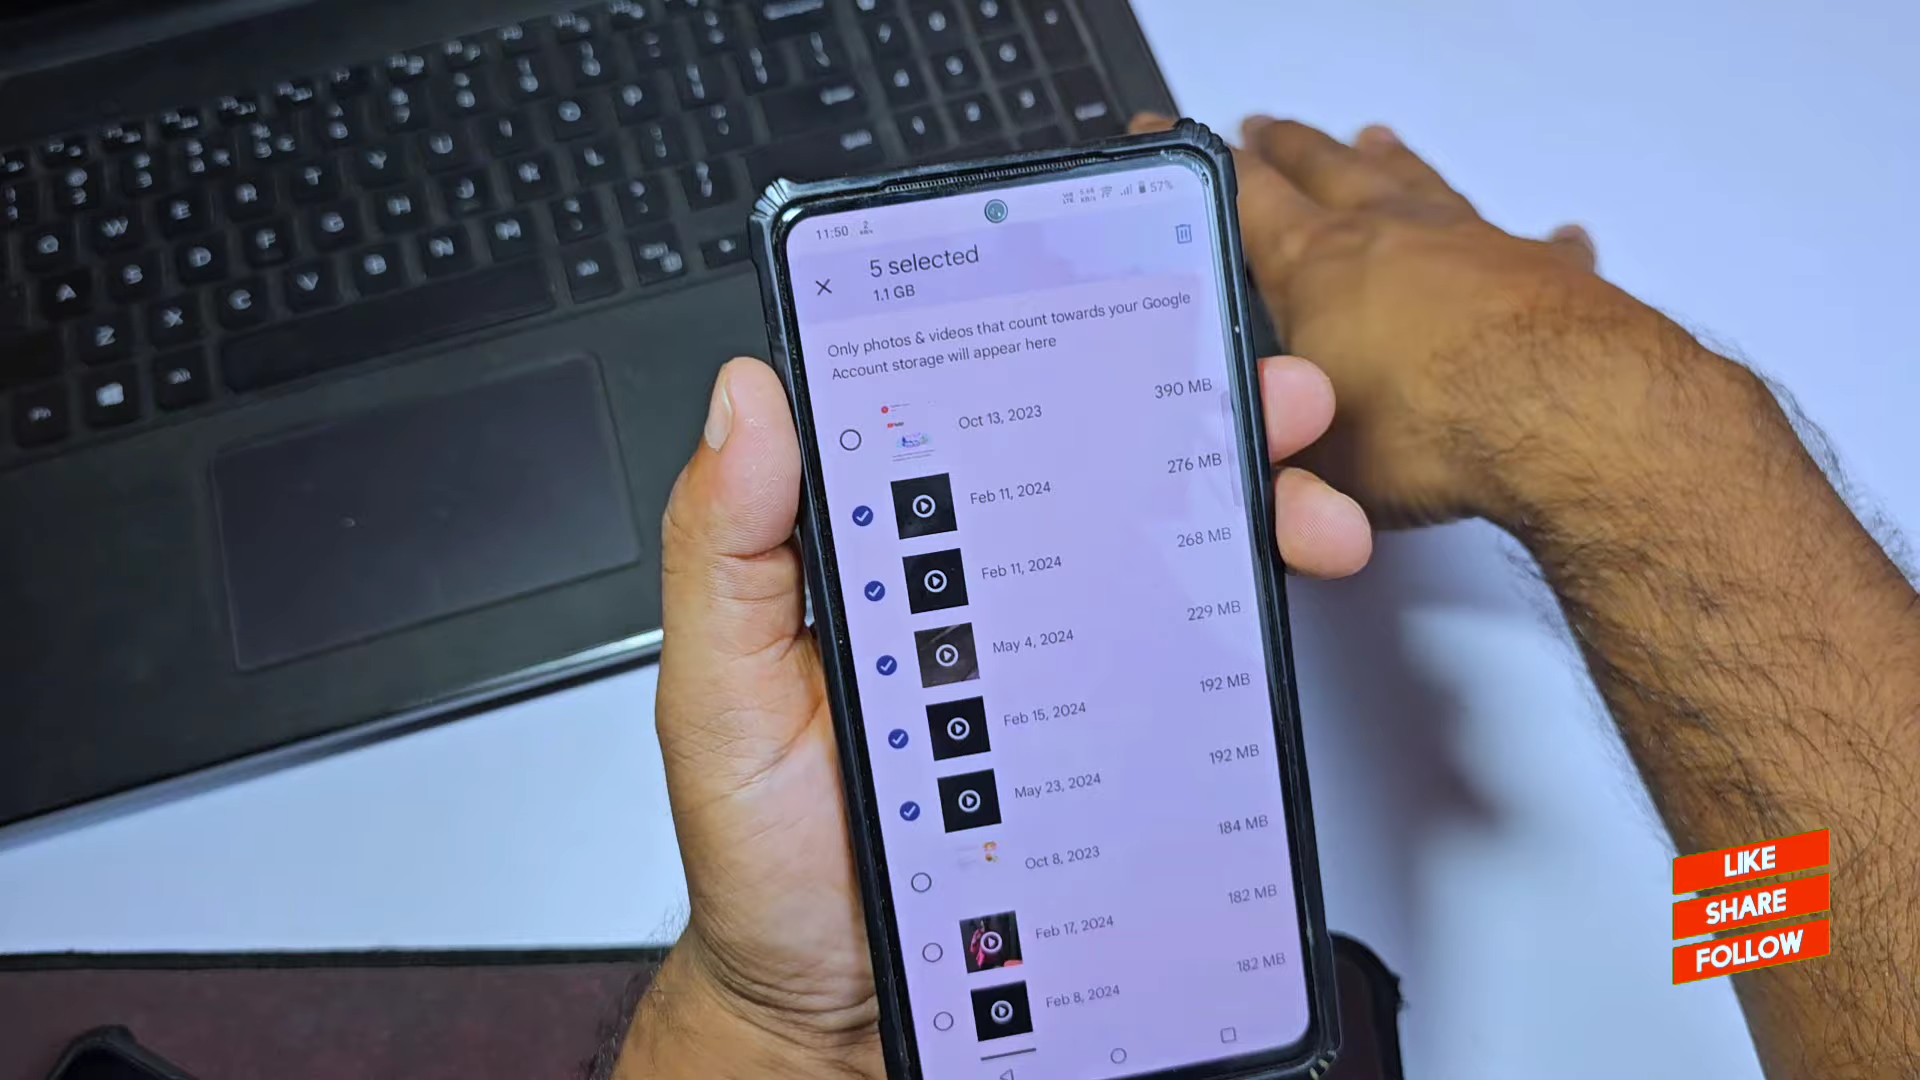 11:50
57%
5 selected
1.1 GB
Only photos & videos that count towards your Google
Account storage will appear here
Oct 13, 2023
390 MB
Feb 11, 2024
276 MB
Feb 11, 2024
268 MB
May 4, 2024
229 MB
Feb 15, 2024
192 MB
May 23, 2024
192 MB
Oct 8, 2023
184 MB
Feb 17, 2024
182 MB
Feb 8, 2024
182 MB
LIKE
SHARE
FOLLOW